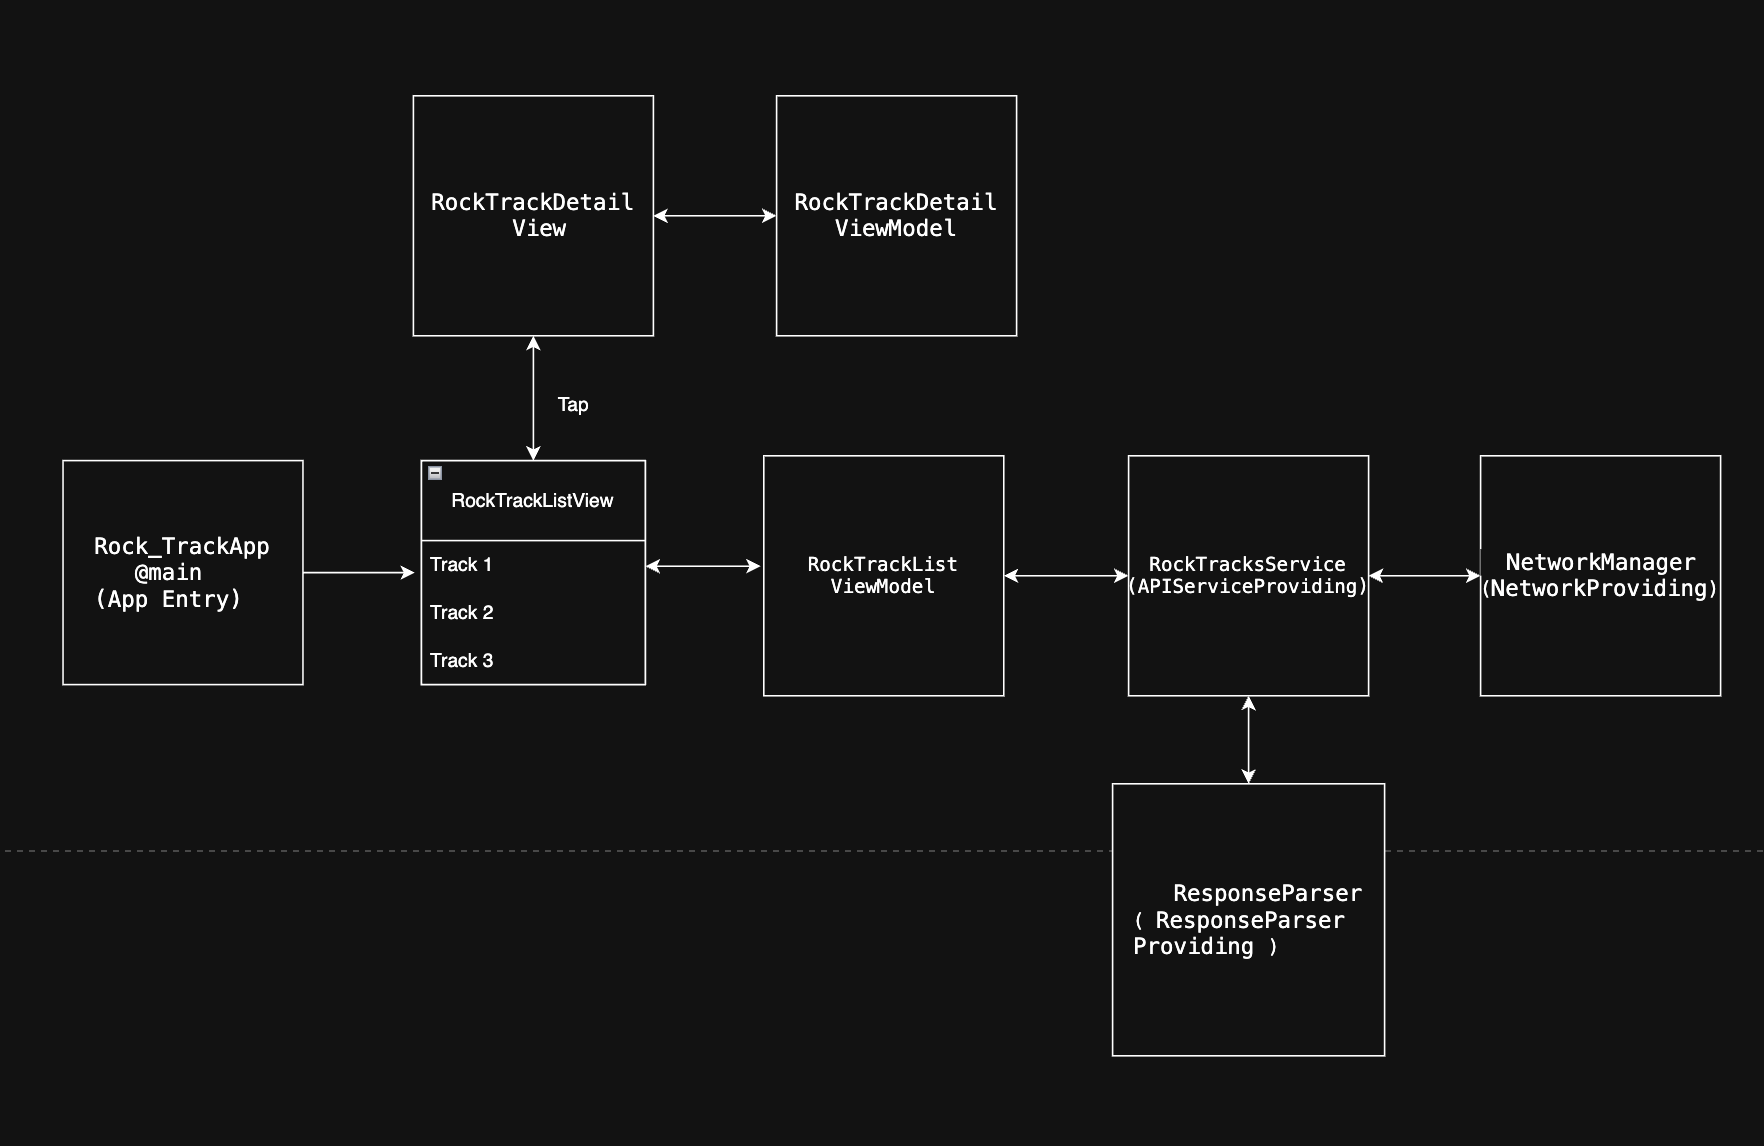 RockTrackDetail
View
RockTrackDetail
ViewModel
Tap
Rock_TrackApp
@main
(App Entry)
RockTrackListView
Track 1
Track 2
Track 3
RockTrackList
ViewModel
RockTracksService
(APIServiceProviding)
NetworkManager
(NetworkProviding)
ResponseParser
( ResponseParser
Providing )